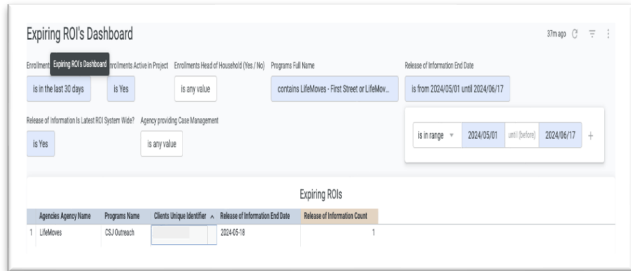 Expiring ROI's Dashboard
37m ago
Expiring ROI's Dashboard
Enrollments Active in Project
Enrollments Head of Household (Yes / No)
Programs Full Name
Release of Information End Date
is in the last 30 days
is Yes
is any value
contains LifeMoves - First Street or LifeMov...
is from 2024/05/01 until 2024/06/17
Release of Information Is Latest ROI System Wide?
Agency providing Case Management
is Yes
is any value
is in range
2024/05/01
until (before)
2024/06/17
Expiring ROIs
Agencies Agency Name
Programs Name
Clients Unique Identifier
Release of Information End Date
Release of Information Count
1
LifeMoves
CSJ Outreach
2024-05-18
1